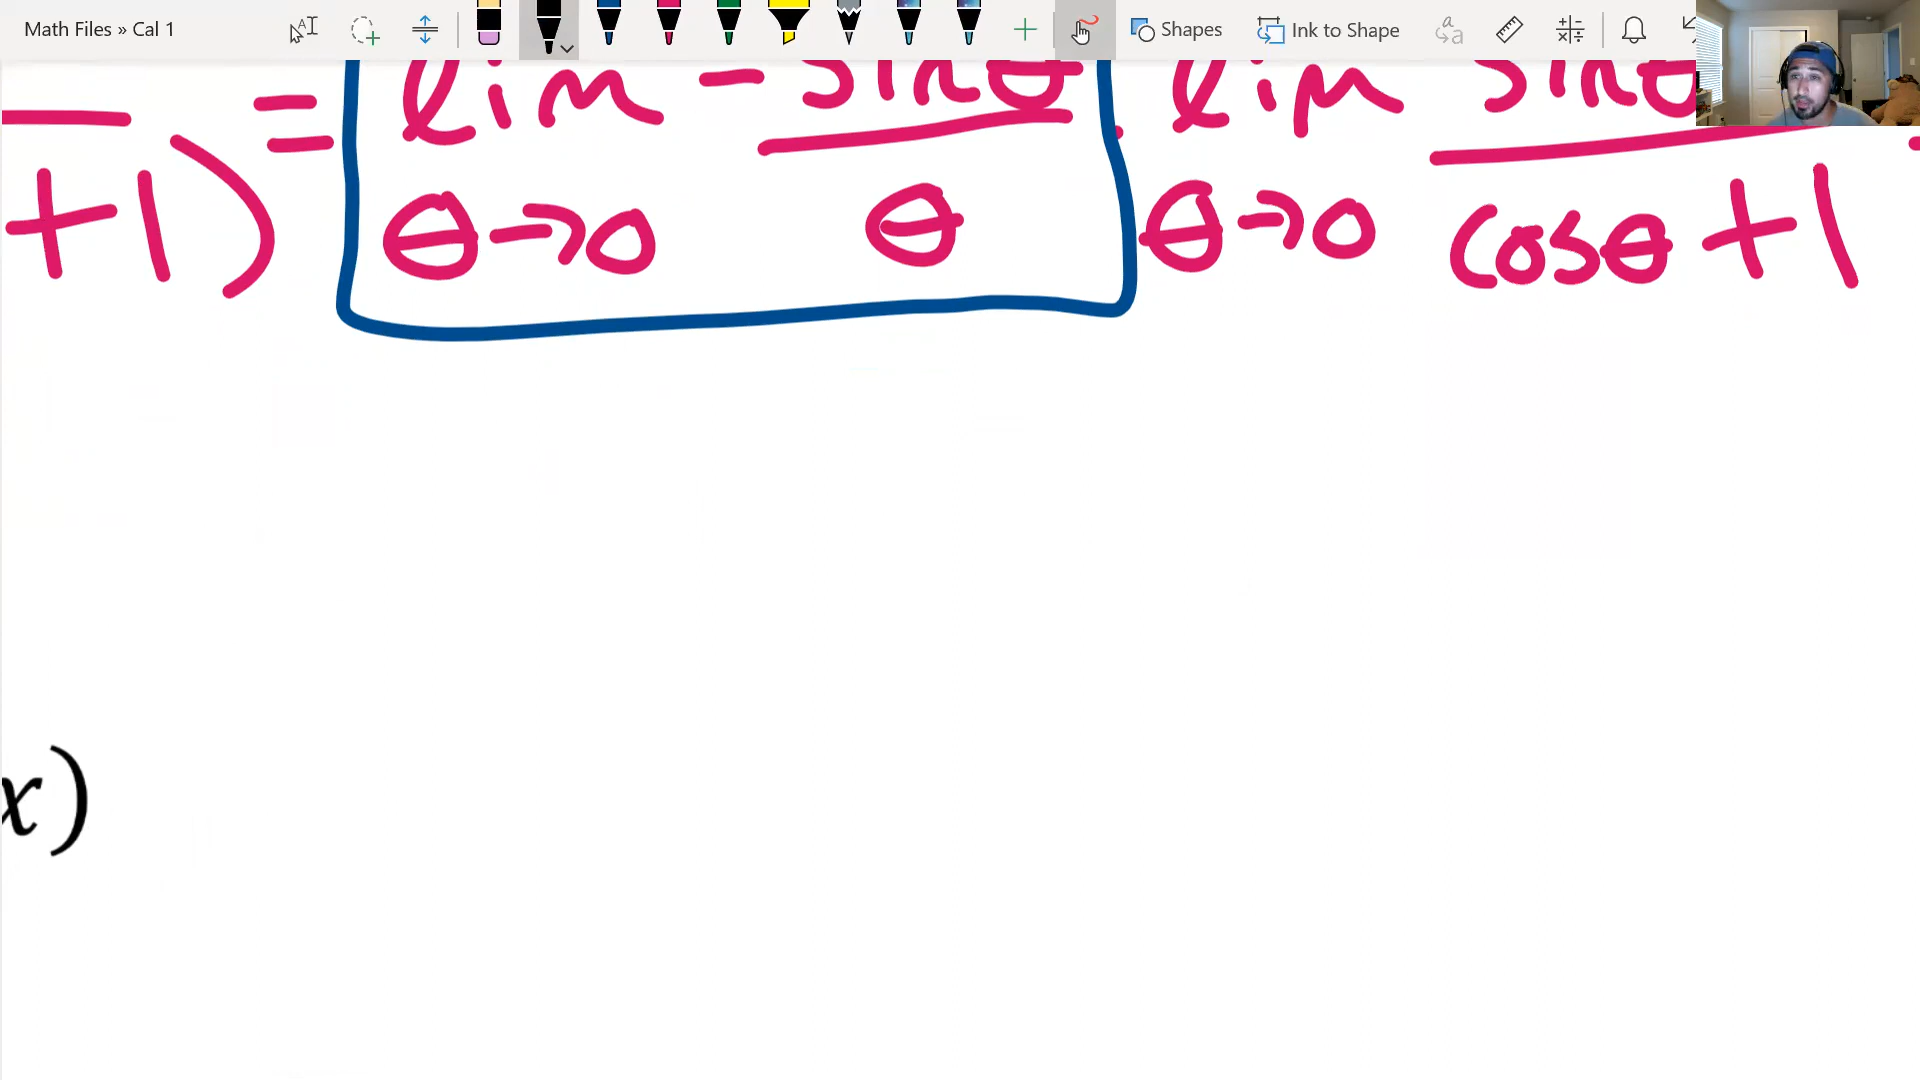 Math Files » Cal 1 Shapes Ink to Shape
= lim - sinθ . lim sinθ
+1) θ→0 θ θ→0 cosθ +1
x)